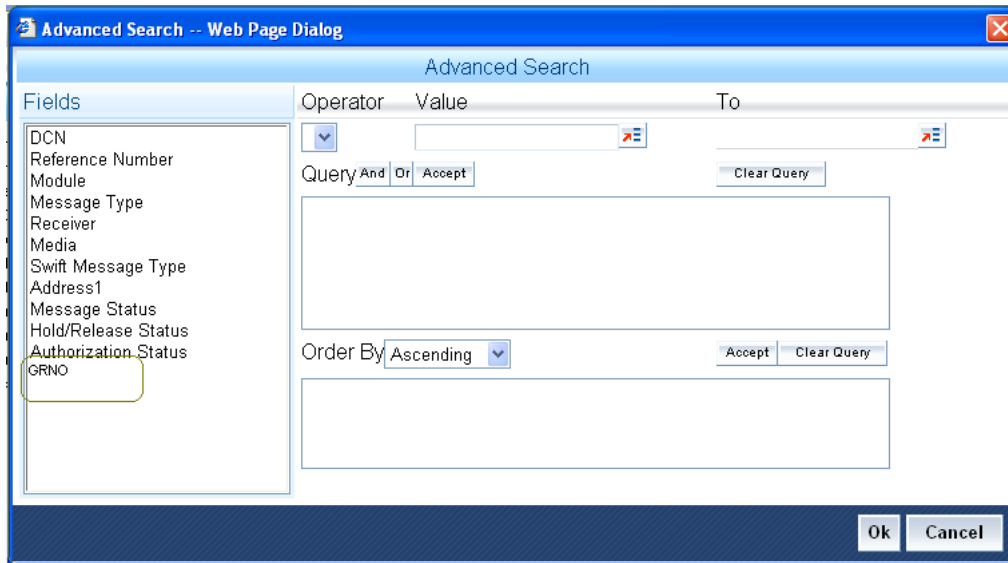 Advanced Search -- Web Page Dialog
Advanced Search
Fields
Operator Value To
DCN
Reference Number
Module
Message Type
Receiver
Media
Swift Message Type
Address1
Message Status
Hold/Release Status
Authorization Status
GRNO
Query And Or Accept Clear Query
Order By Ascending Accept Clear Query
Ok Cancel